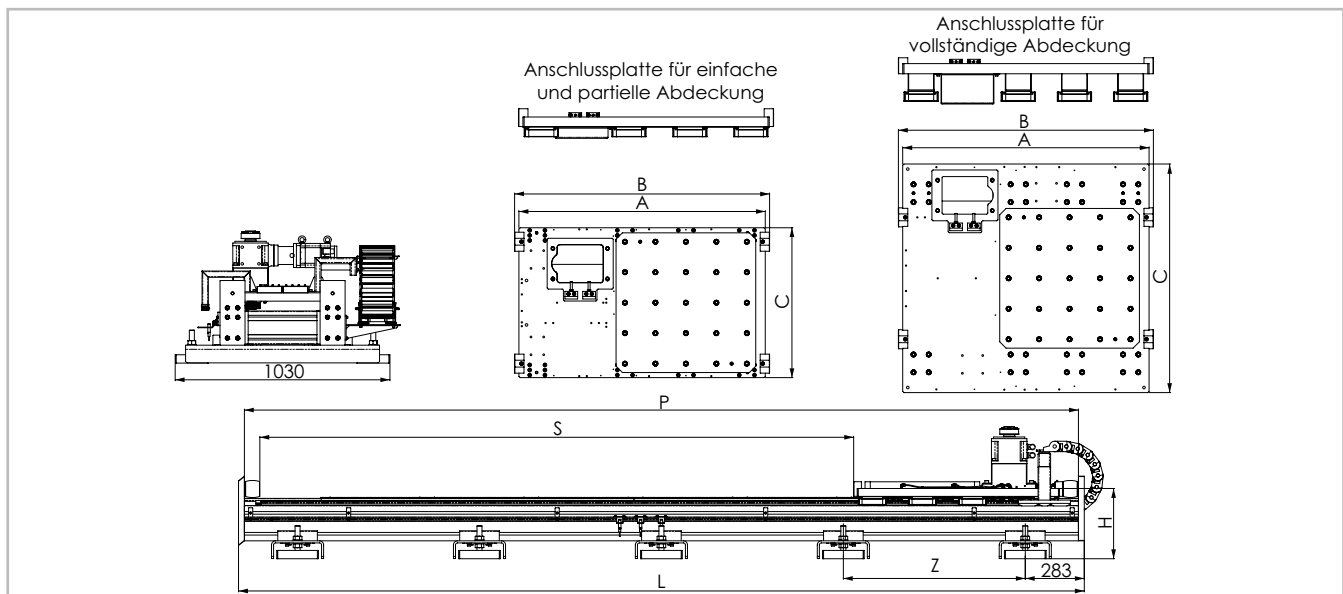 Anschlussplatte für
vollständige Abdeckung
Anschlussplatte für einfache
und partielle Abdeckung
B
A
B
A
C
C
1030
P
S
H
Z
283
L